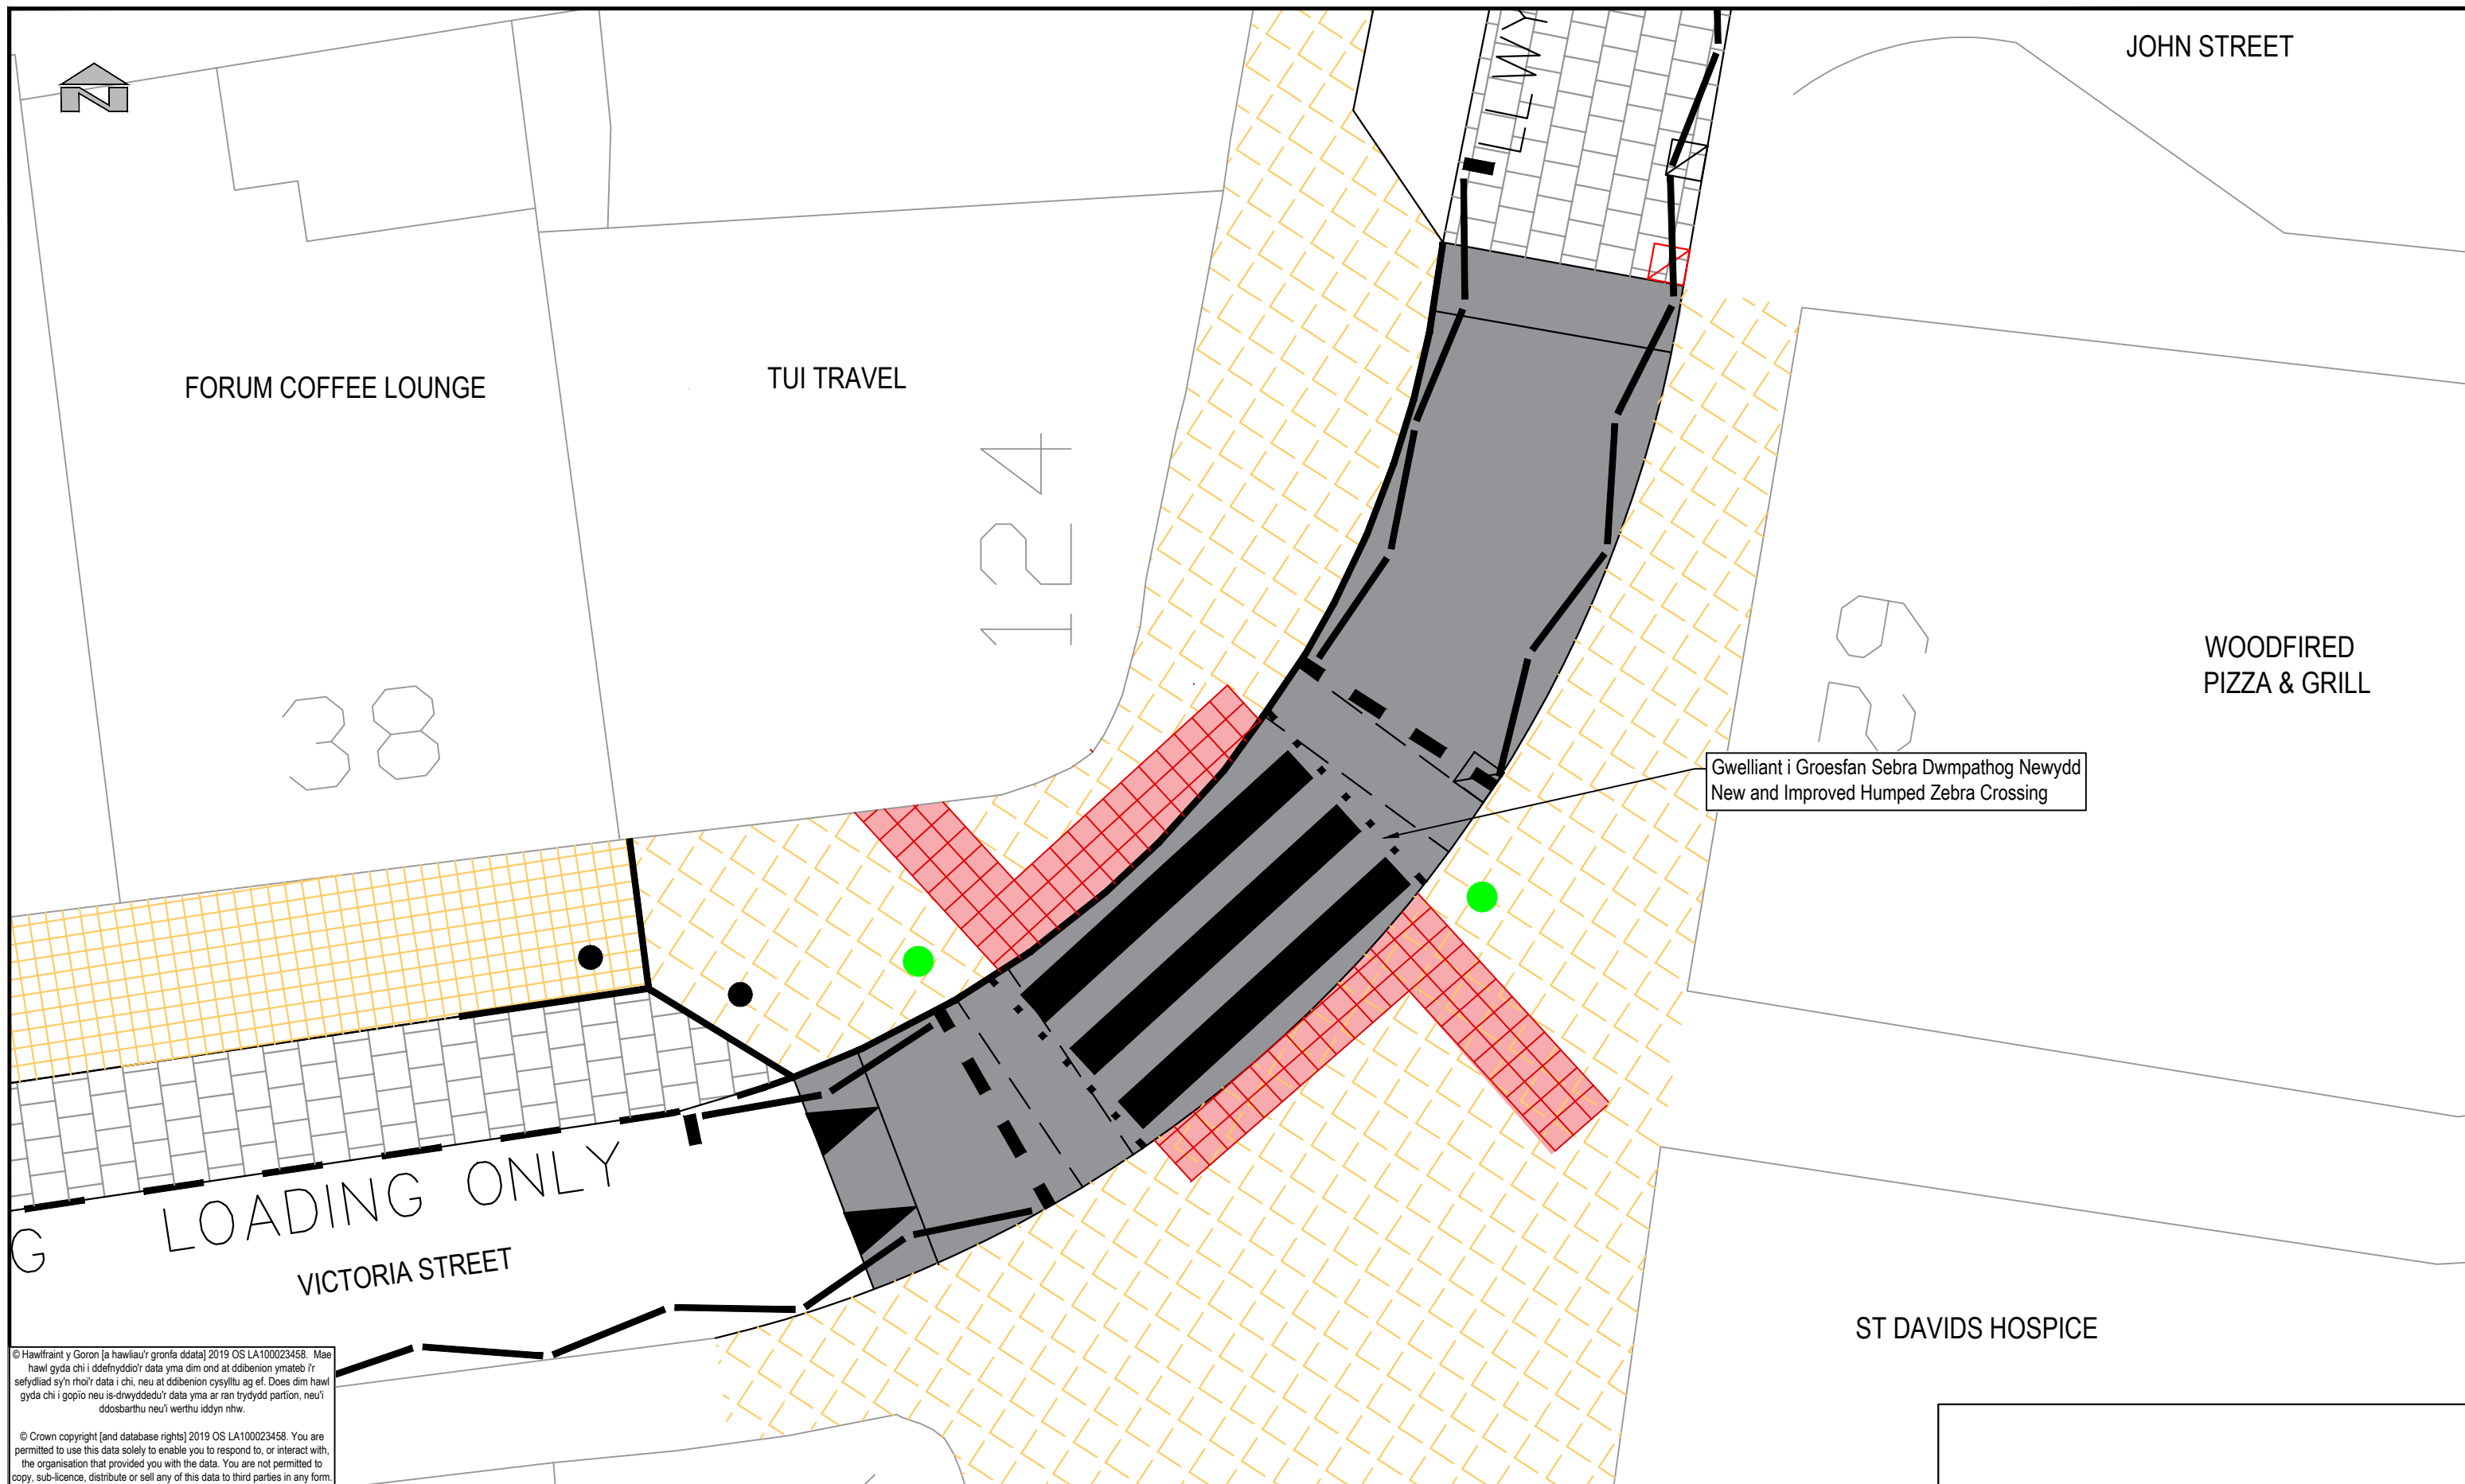 JOHN STREET
N
FORUM COFFEE LOUNGE
TUI TRAVEL
124
38
59
WOODFIRED
PIZZA & GRILL
Gwelliant i Groesfan Sebra Dwmpathog Newydd
New and Improved Humped Zebra Crossing
G LOADING ONLY
VICTORIA STREET
ST DAVIDS HOSPICE
© Hawlfraint y Goron [a hawliau'r gronfa ddata] 2019 OS LA100023458. Mae
hawl gyda chi i ddefnyddio'r data yma dim ond at ddibenion ymateb i'r
sefydliad sy'n rhoi'r data i chi, neu at ddibenion cysylltu ag ef. Does dim hawl
gyda chi i gopïo neu is-drwyddedu'r data yma ar ran trydydd partïon, neu'i
ddosbarthu neu'i werthu iddyn nhw.
© Crown copyright [and database rights] 2019 OS LA100023458. You are
permitted to use this data solely to enable you to respond to, or interact with,
the organisation that provided you with the data. You are not permitted to
copy, sub-licence, distribute or sell any of this data to third parties in any form.